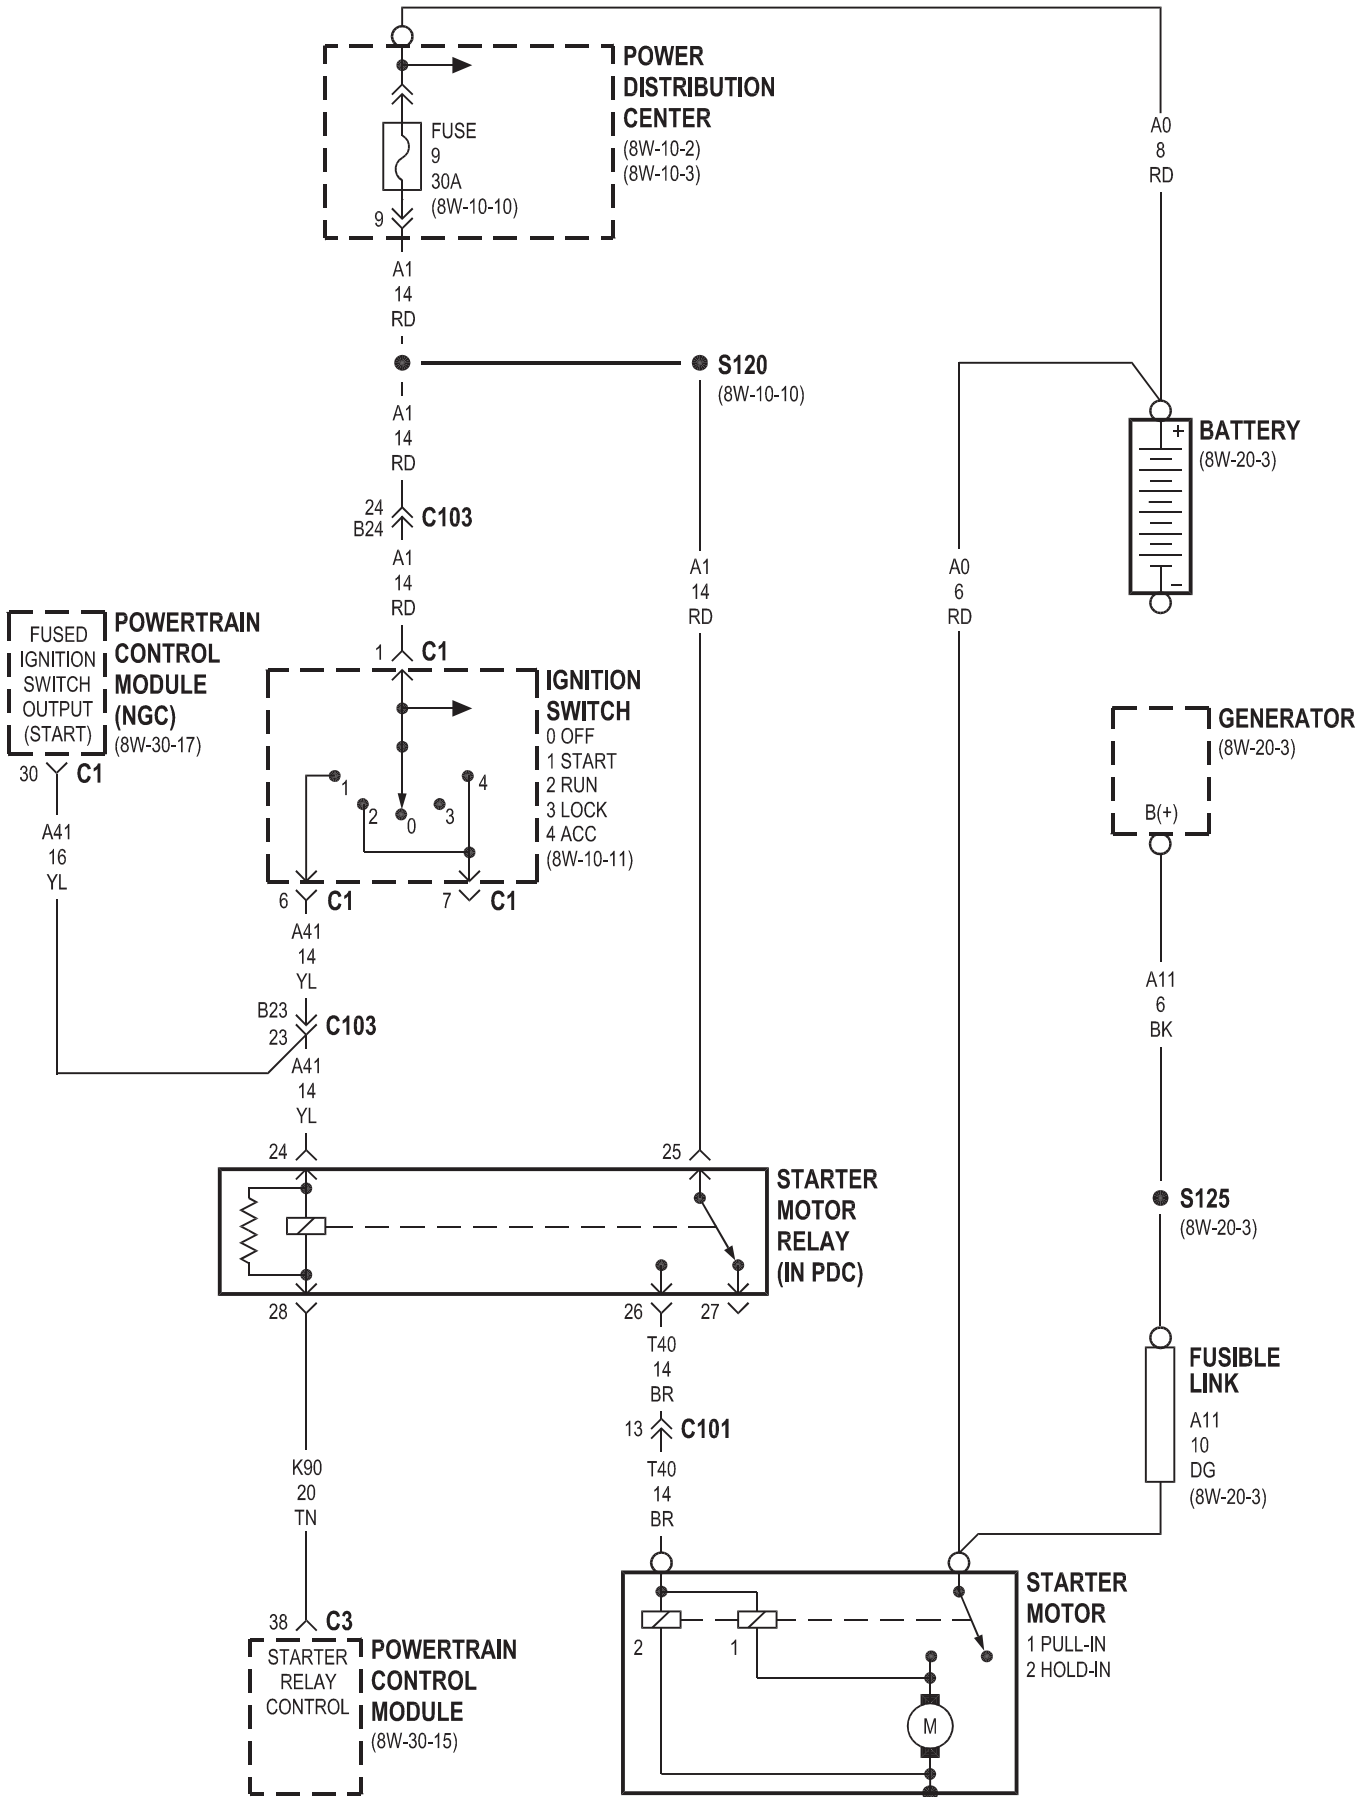 POWER
DISTRIBUTION
CENTER
(8W-10-2)
(8W-10-3)
FUSE
9
30A
(8W-10-10)
9
A0
8
RD
A1
14
RD
S120
(8W-10-10)
A1
14
RD
BATTERY
(8W-20-3)
+
–
24
B24
C103
A1
14
RD
A1
14
RD
A0
6
RD
FUSED
IGNITION
SWITCH
OUTPUT
(START)
POWERTRAIN
CONTROL
MODULE
(NGC)
(8W-30-17)
30
C1
1
C1
IGNITION
SWITCH
0 OFF
1 START
2 RUN
3 LOCK
4 ACC
(8W-10-11)
1
2
0
3
4
GENERATOR
(8W-20-3)
B(+)
A41
16
YL
6
C1
7
C1
A41
14
YL
B23
23
C103
A41
14
YL
A11
6
BK
24
25
STARTER
MOTOR
RELAY
(IN PDC)
S125
(8W-20-3)
28
26
27
T40
14
BR
13
C101
T40
14
BR
FUSIBLE
LINK
A11
10
DG
(8W-20-3)
K90
20
TN
38
C3
STARTER
RELAY
CONTROL
POWERTRAIN
CONTROL
MODULE
(8W-30-15)
STARTER
MOTOR
1 PULL-IN
2 HOLD-IN
2
1
M